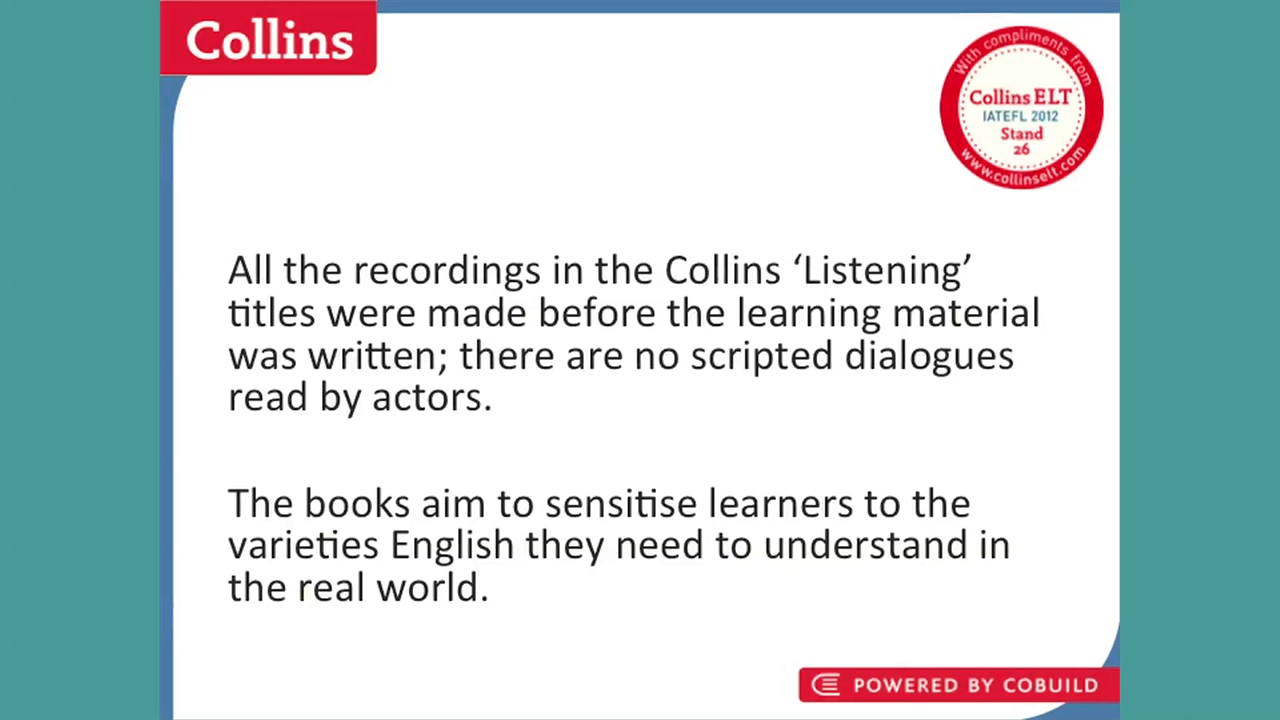 Collins
With compliments from
Collins ELT
IATEFL 2012
Stand
26
www.collinselt.com
All the recordings in the Collins ‘Listening’
titles were made before the learning material
was written; there are no scripted dialogues
read by actors.
The books aim to sensitise learners to the
varieties English they need to understand in
the real world.
POWERED BY COBUILD